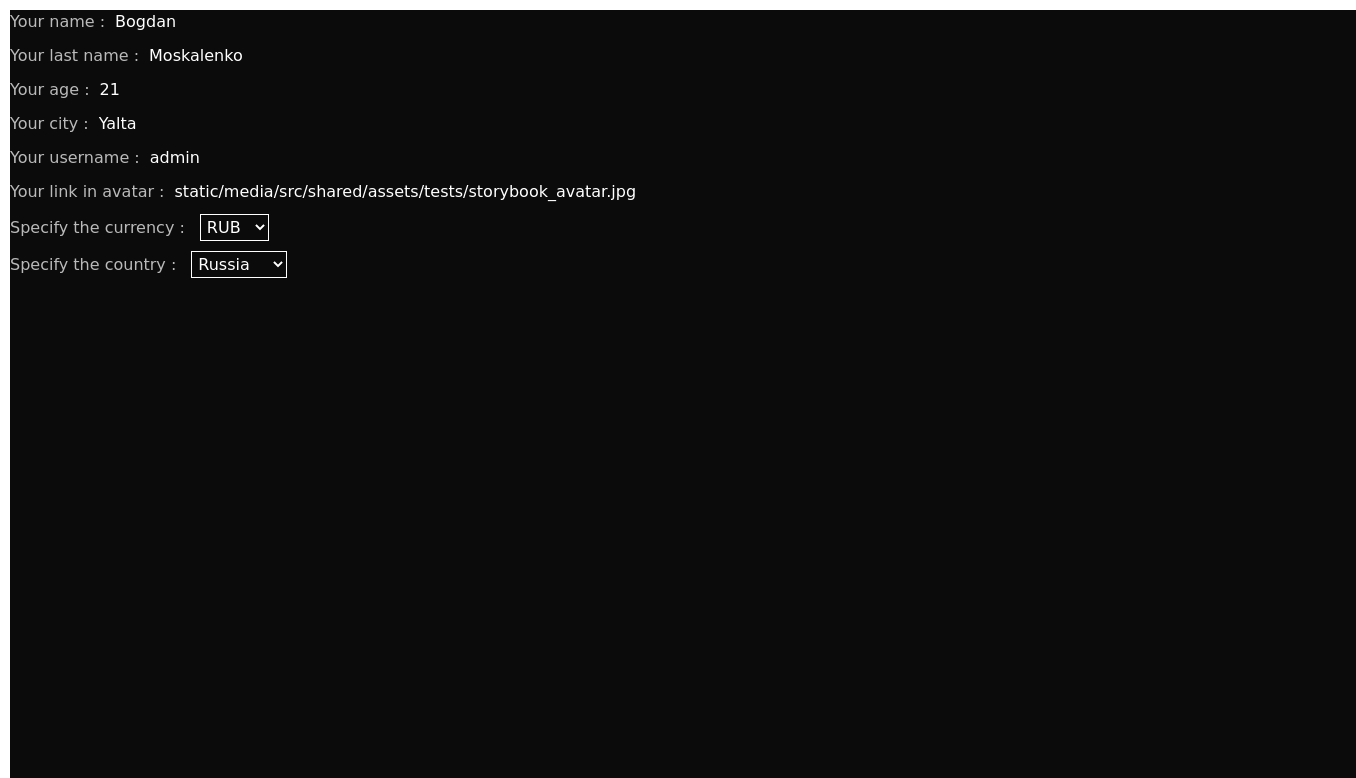 Your name : Bogdan
Your last name : Moskalenko
Your age : 21
Your city : Yalta
Your username : admin
Your link in avatar : static/media/src/shared/assets/tests/storybook_avatar.jpg
Specify the currency : RUB
Specify the country : Russia